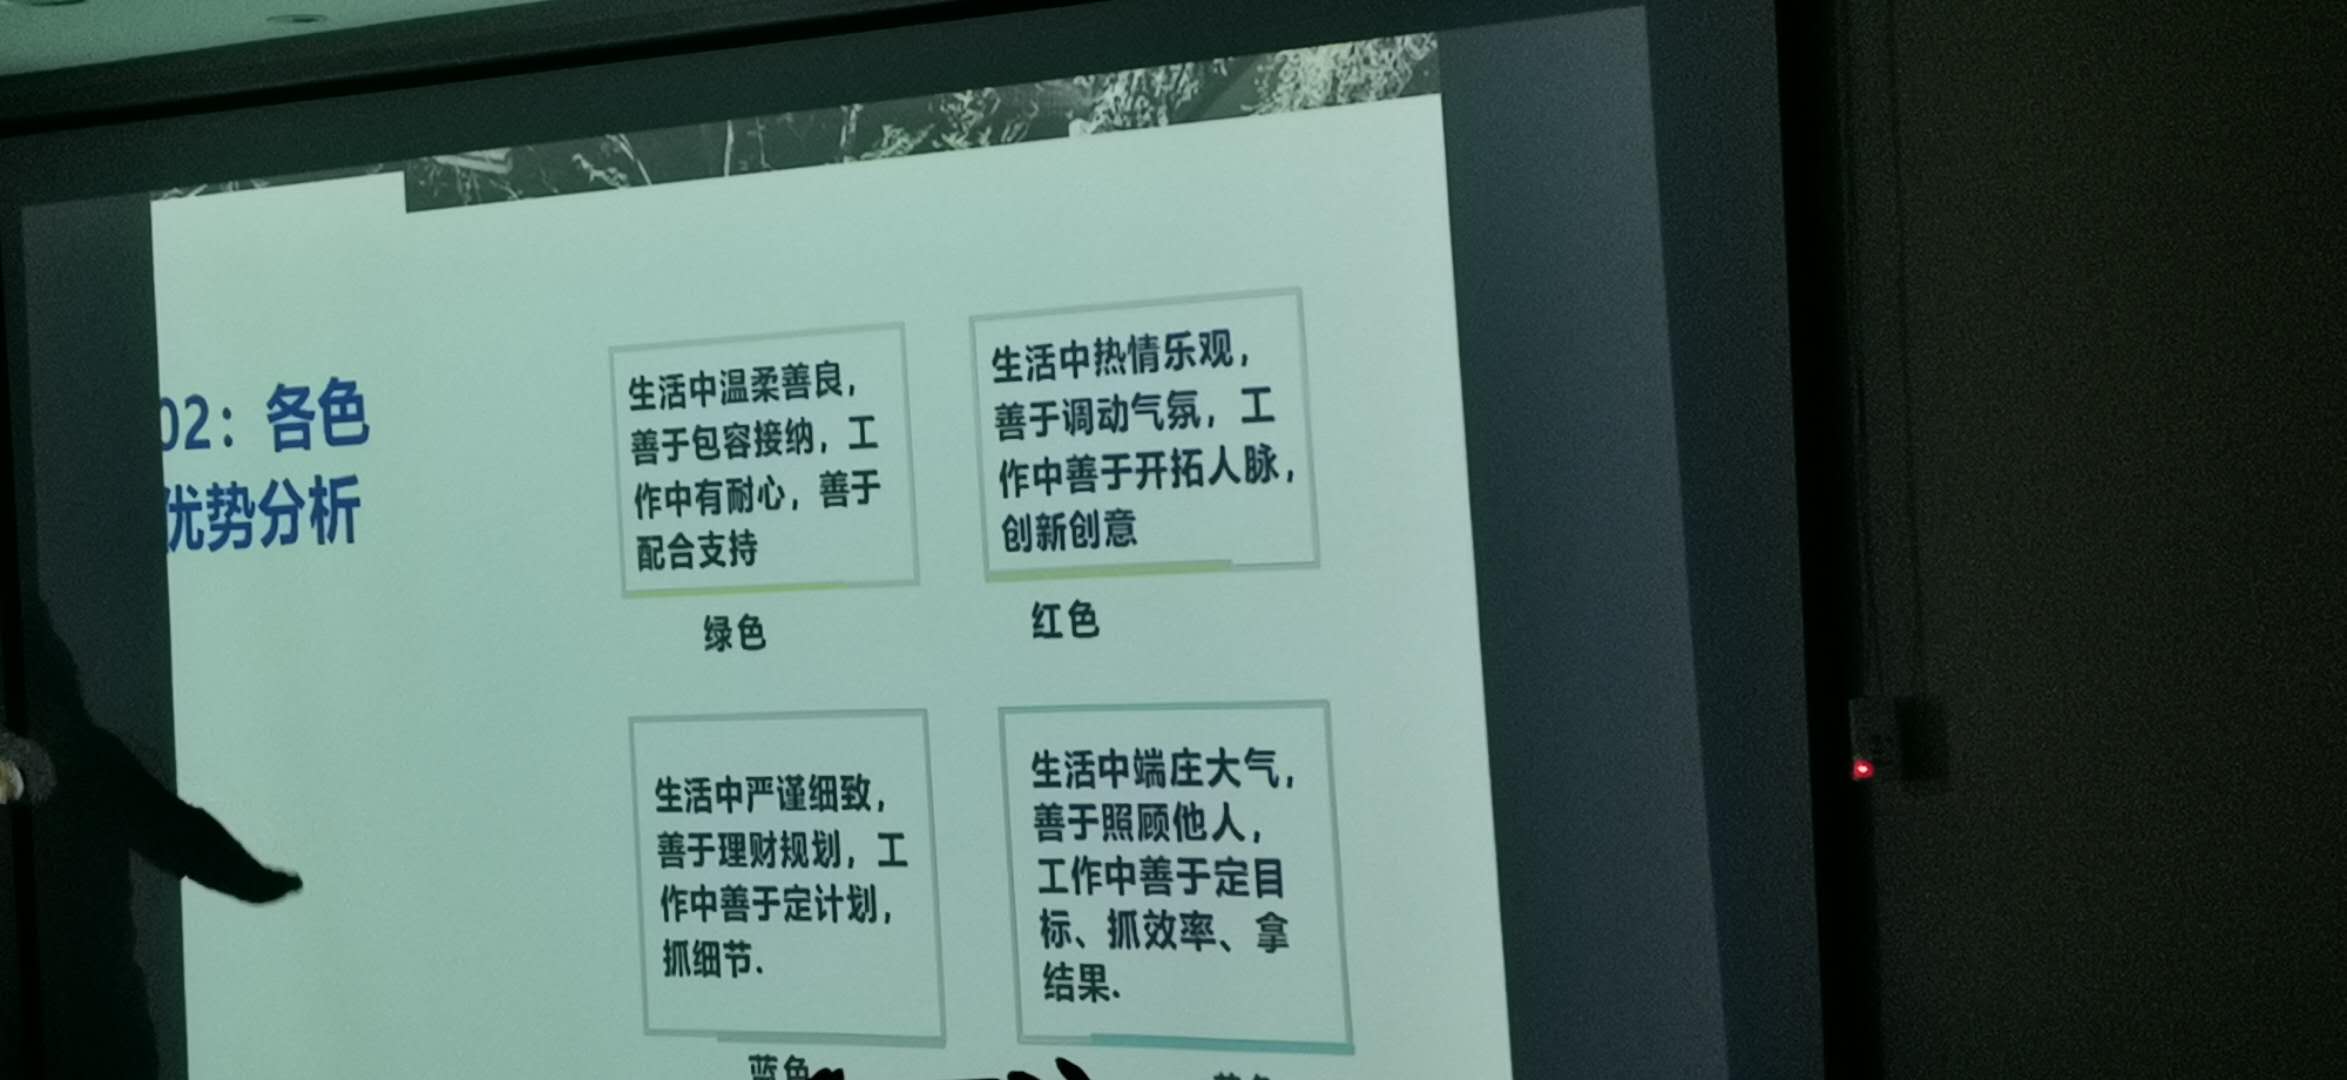 02：各色
优势分析
生活中温柔善良，
善于包容接纳，工
作中有耐心，善于
配合支持
绿色
生活中热情乐观，
善于调动气氛，工
作中善于开拓人脉，
创新创意
红色
生活中严谨细致，
善于理财规划，工
作中善于定计划，
抓细节.
蓝色
生活中端庄大气，
善于照顾他人，
工作中善于定目
标、抓效率、拿
结果.